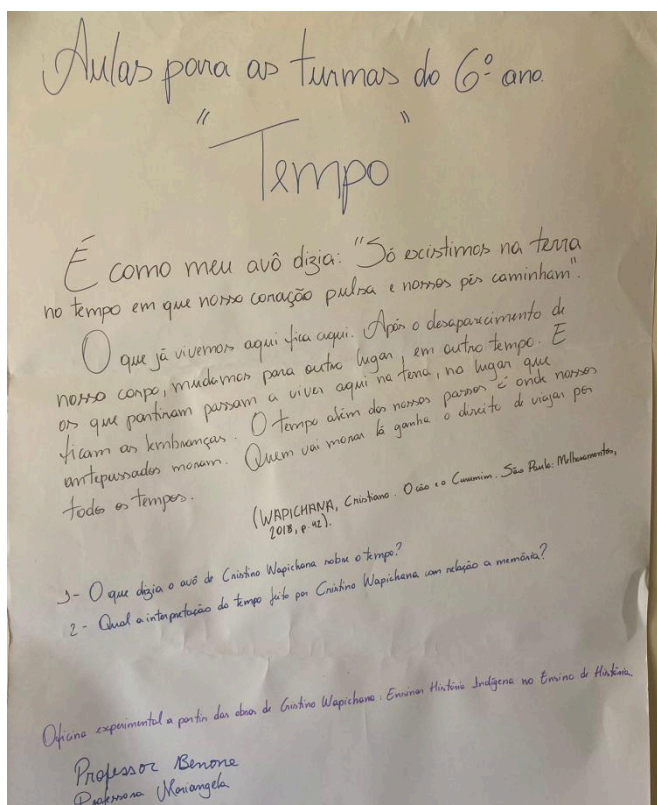 Aulas para as turmas do 6º ano.
"Tempo"
É como meu avô dizia: "Só existimos na terra
no tempo em que nosso coração pulsa e nossos pés caminham".
O que já vivemos aqui fica aqui. Após o desaparecimento de
nosso corpo, mudamos para outro lugar, em outro tempo. E
os que partiram passam a viver aqui na terra, no lugar que
ficam as lembranças. O tempo além dos nossos passos é onde nossos
antepassados moram. Quem vai morar lá ganha o direito de viajar por
todos os tempos.
(WAPICHANA, Cristiano. O cão e o Curumim. São Paulo: Melhoramentos,
2018, p. 42).
1- O que dizia o avô de Cristino Wapichana sobre o tempo?
2- Qual a interpretação do tempo feito por Cristino Wapichana com relação a memória?
Oficina experimental a partir das obras de Cristino Wapichana. Ensinar História Indígena no Ensino de História.
Professor Benone
Professora Mariangela